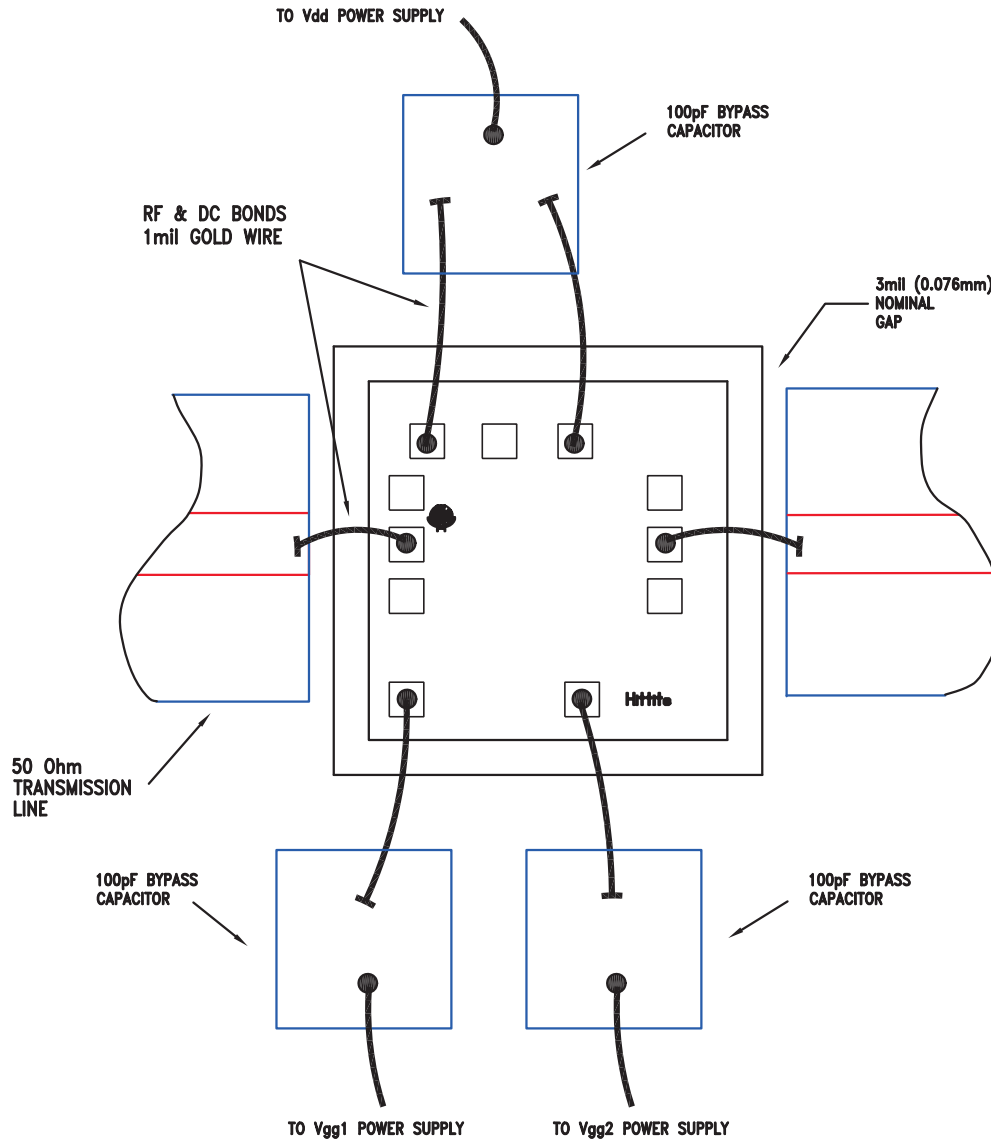 TO Vdd POWER SUPPLY
100pF BYPASS
CAPACITOR
RF & DC BONDS
1mil GOLD WIRE
3mil (0.076mm)
NOMINAL
GAP
Hittite
50 Ohm
TRANSMISSION
LINE
100pF BYPASS
CAPACITOR
100pF BYPASS
CAPACITOR
TO Vgg1 POWER SUPPLY
TO Vgg2 POWER SUPPLY